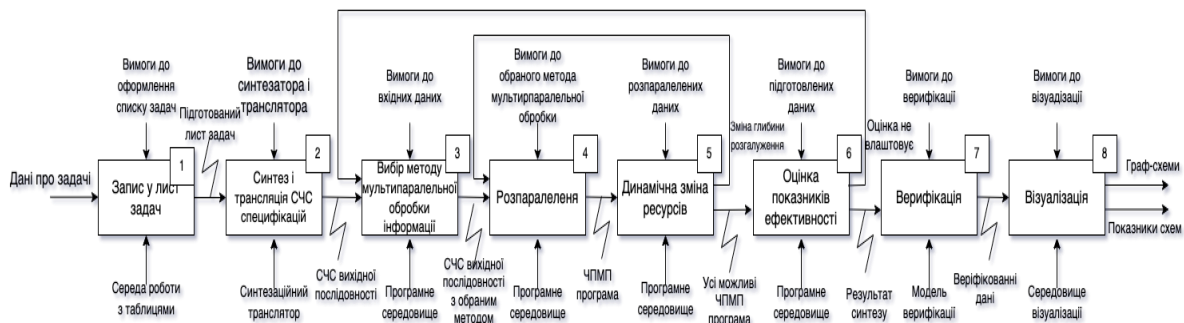 Дані про задачі
Вимоги до
оформлення
списку задач
Підготований
лист задач
1
Запис у лист
задач
Середа роботи
з таблицями
Вимоги до
синтезатора і
транслятора
2
Синтез і
трансляція СЧС
специфікацій
Синтезаційний
транслятор
СЧС вихідної
послідовності
Вимоги до
вхідних даних
3
Вибір методу
мультипаралельної
обробки
інформації
Програмне
середовище
СЧС вихідної
послідовності
з обраним
методом
Вимоги до
обраного метода
мультирпаралельної
обробки
4
Розпаралеленя
Програмне
середовище
ЧПМП
програма
Вимоги до
розпаралелених
даних
5
Динамічна зміна
ресурсів
Програмне
середовище
Зміна глибини
розгалуження
Усі можливі
ЧПМП
програма
Вимоги до
підготовлених
даних
6
Оцінка
показників
ефективності
Програмне
середовище
Оцінка не
влаштовує
Результат
синтезу
Вимоги до
верифікації
7
Верифікація
Модель
верифікації
Веріфікованні
дані
Вимоги до
візуадізації
8
Візуалізація
Середовище
візуалізації
Граф-схеми
Показники схем